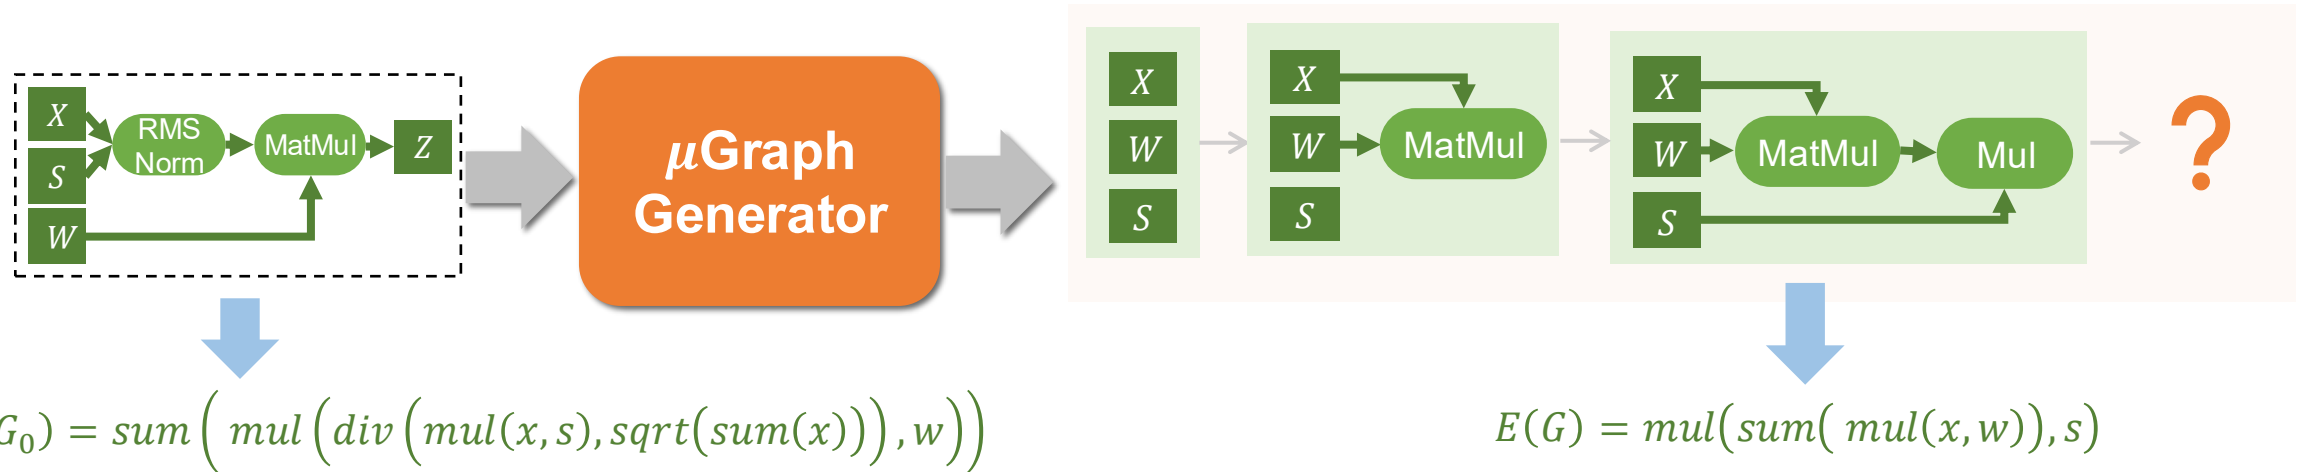 X
S
W
RMS
Norm
MatMul
Z
μGraph
Generator
X
W
S
X
W
S
MatMul
X
W
S
MatMul
Mul
?
G₀) = sum(mul(div(mul(x, s), sqrt(sum(x))), w))
E(G) = mul(sum( mul(x, w)), s)